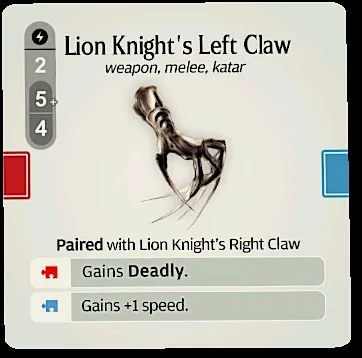 Lion Knight's Left Claw
weapon, melee, katar
2
5+
4
Paired with Lion Knight's Right Claw
Gains Deadly.
Gains +1 speed.